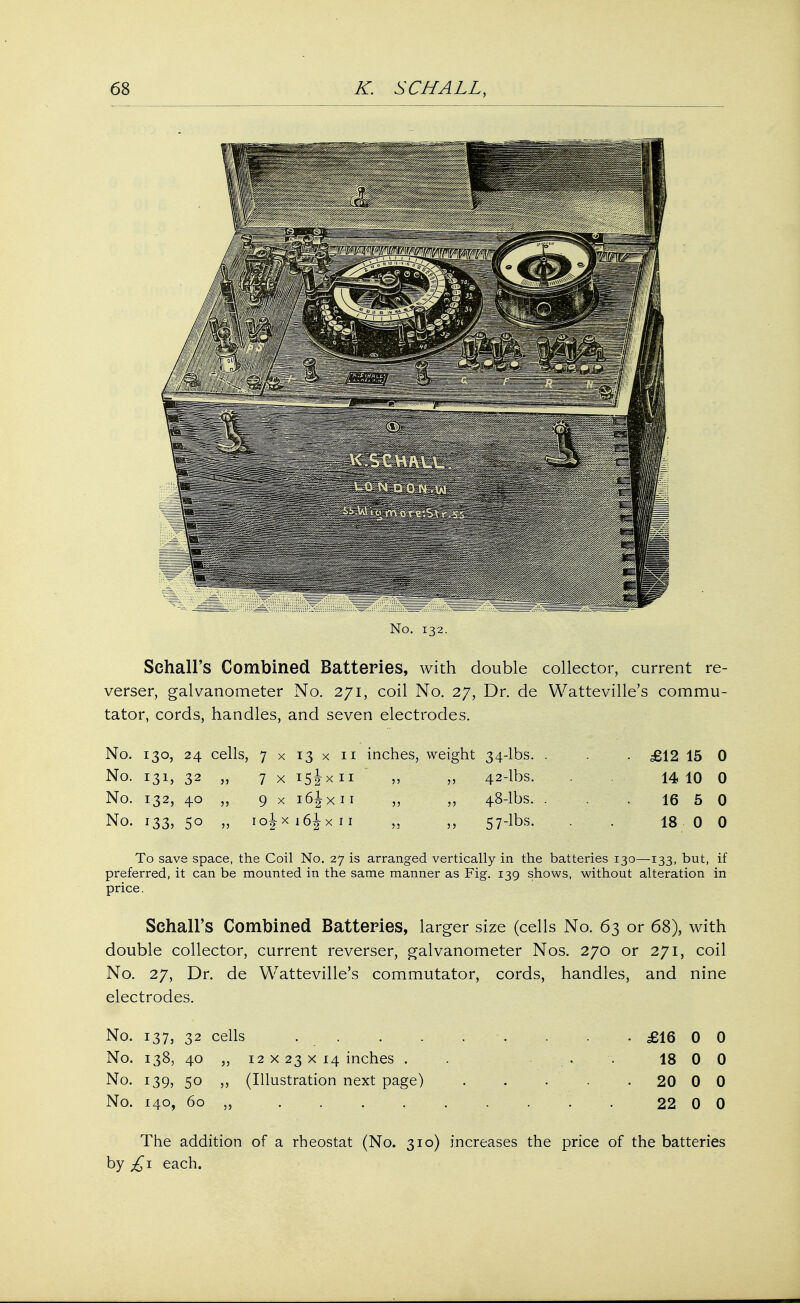 68 K. SCHALL,
K. SCHALL.
LONDON.W
55.Wigmore:Str.55
P S
G F R N
No. 132.
Schall's Combined Batteries, with double collector, current re-
verser, galvanometer No. 271, coil No. 27, Dr. de Watteville's commu-
tator, cords, handles, and seven electrodes.
No. 130, 24 cells, 7 x 13 x 11 inches, weight 34-lbs. . . . £12 15 0
No. 131, 32 „ 7 x 15½ x 11 „ „ 42-lbs. . . 14 10 0
No. 132, 40 „ 9 x 16½ x 11 „ „ 48-lbs. . . . 16 5 0
No. 133, 50 „ 10½ x 16½ x 11 „ „ 57-lbs. . . 18 0 0
To save space, the Coil No. 27 is arranged vertically in the batteries 130—133, but, if
preferred, it can be mounted in the same manner as Fig. 139 shows, without alteration in
price.
Schall's Combined Batteries, larger size (cells No. 63 or 68), with
double collector, current reverser, galvanometer Nos. 270 or 271, coil
No. 27, Dr. de Watteville's commutator, cords, handles, and nine
electrodes.
No. 137, 32 cells . . . . . . . . . £16 0 0
No. 138, 40 „ 12 x 23 x 14 inches . . . . 18 0 0
No. 139, 50 „ (Illustration next page) . . . . . 20 0 0
No. 140, 60 „ . . . . . . . . . 22 0 0
The addition of a rheostat (No. 310) increases the price of the batteries
by £1 each.